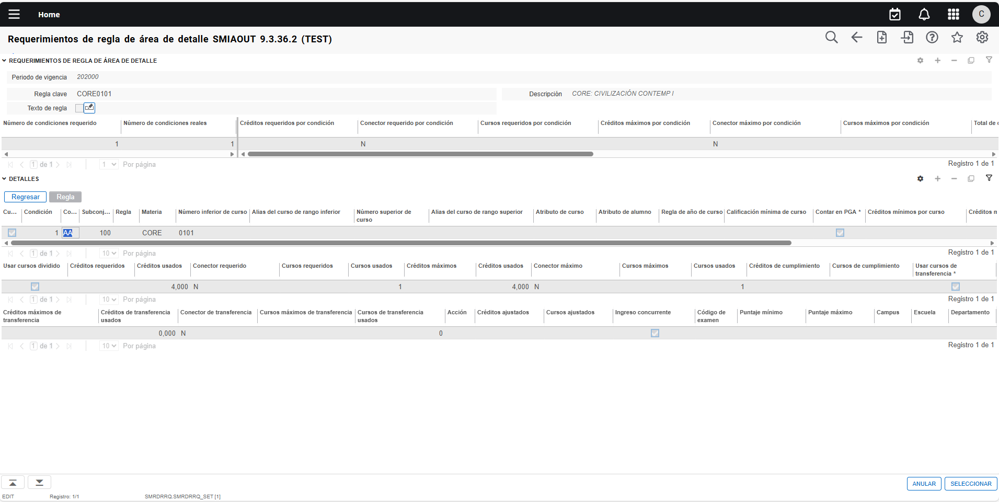 Home
C
Requerimientos de regla de área de detalle SMIAOUT 9.3.36.2 (TEST)
REQUERIMIENTOS DE REGLA DE ÁREA DE DETALLE
Periodo de vigencia 202000
Regla clave CORE0101 Descripción CORE: CIVILIZACIÓN CONTEMP I
Texto de regla
Número de condiciones requerido Número de condiciones reales Créditos requeridos por condición Conector requerido por condición Cursos requeridos por condición Créditos máximos por condición Conector máximo por condición Cursos máximos por condición Total de
1 1 N N
1 de 1 1 Por página Registro 1 de 1
DETALLES
Regresar Regla
Cu... Condición Co... Subconj... Regla Materia Número inferior de curso Alias del curso de rango inferior Número superior de curso Alias del curso de rango superior Atributo de curso Atributo de alumno Regla de año de curso Calificación mínima de curso Contar en PGA * Créditos mínimos por curso Créditos
1 AA 100 CORE 0101
1 de 1 10 Por página Registro 1 de 1
Usar cursos dividido Créditos requeridos Créditos usados Conector requerido Cursos requeridos Cursos usados Créditos máximos Créditos usados Conector máximo Cursos máximos Cursos usados Créditos de cumplimiento Cursos de cumplimiento Usar cursos de transferencia *
4,000 N 1 4,000 N 1
1 de 1 10 Por página Registro 1 de 1
Créditos máximos de transferencia Créditos de transferencia usados Conector de transferencia Cursos máximos de transferencia Cursos de transferencia usados Acción Créditos ajustados Cursos ajustados Ingreso concurrente Código de examen Puntaje mínimo Puntaje máximo Campus Escuela Departamento
0,000 N 0
1 de 1 10 Por página Registro 1 de 1
ANULAR SELECCIONAR
EDIT Registro: 1/1 SMRDRRQ.SMRDRRQ_SET [1]